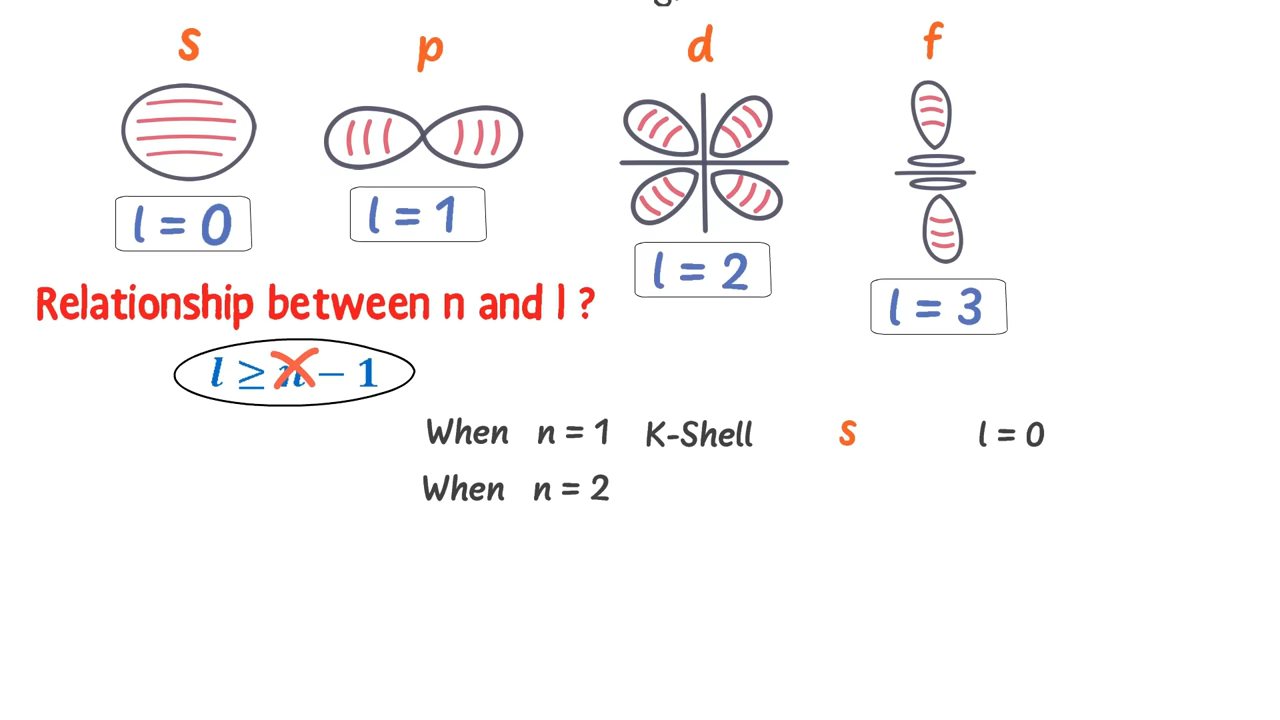 s p d f
l = 0 l = 1 l = 2 l = 3
Relationship between n and l ?
l ≥ n − 1
When n = 1 K-Shell s l = 0
When n = 2